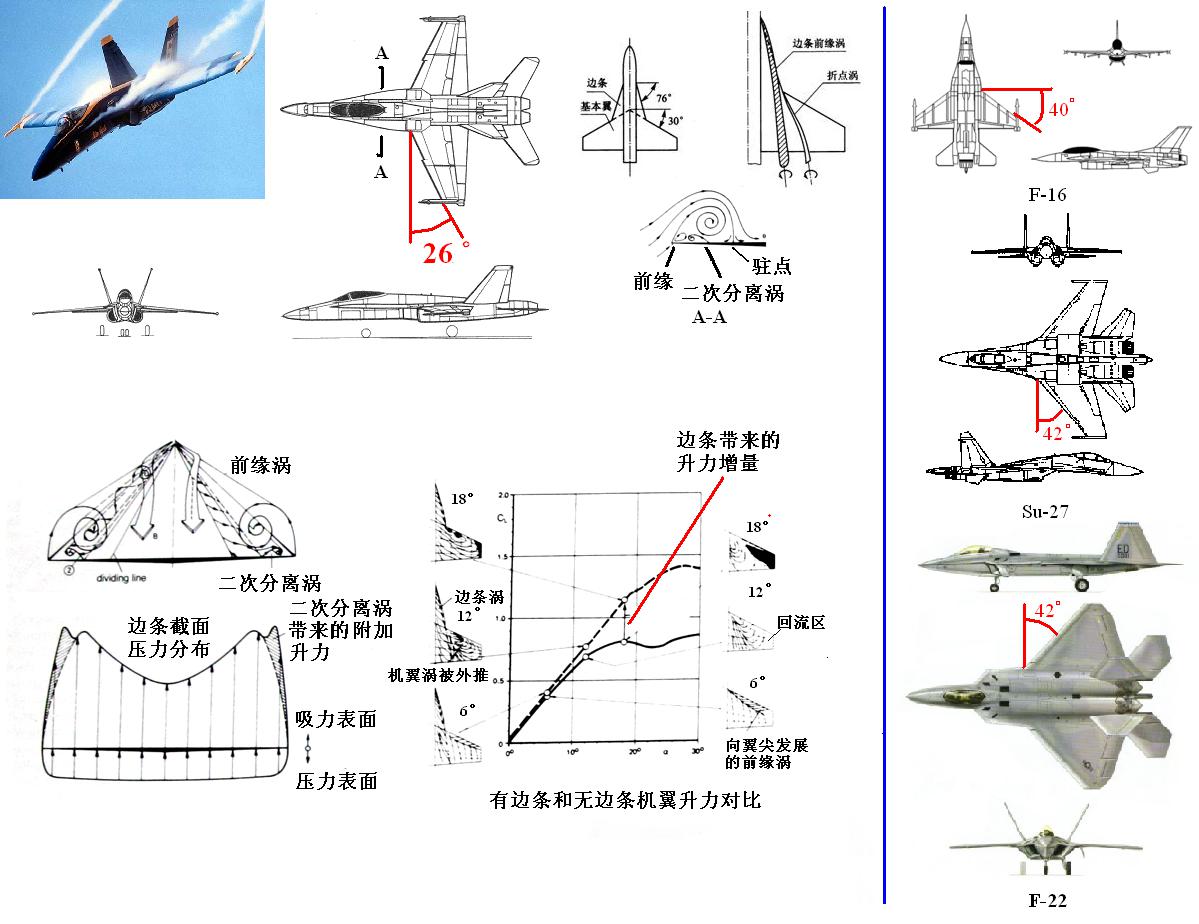 A
A
26°
边条
基本翼
76°
30°
边条前缘涡
折点涡
前缘
二次分离涡
驻点
A-A
前缘涡
B
2
dividing line
二次分离涡
边条截面
压力分布
二次分离涡
带来的附加
升力
吸力表面
压力表面
边条带来的
升力增量
18°
边条涡
12°
机翼涡被外推
6°
2.0
CL
1.5
1.0
0.5
0
0
10°
20°
α
30°
18°
12°
回流区
6°
向翼尖发展
的前缘涡
有边条和无边条机翼升力对比
40°
F-16
42°
Su-27
FD
42°
F-22